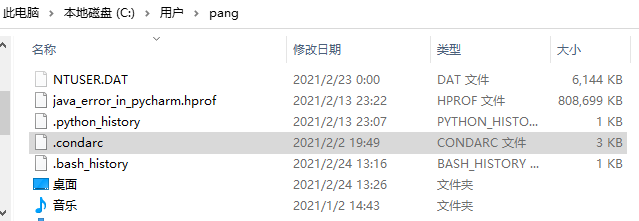 此电脑 > 本地磁盘 (C:) > 用户 > pang
名称 修改日期 类型 大小
NTUSER.DAT 2021/2/23 0:00 DAT 文件 6,144 KB
java_error_in_pycharm.hprof 2021/2/13 23:22 HPROF 文件 808,699 KB
.python_history 2021/2/13 23:07 PYTHON_HISTO... 1 KB
.condarc 2021/2/2 19:49 CONDARC 文件 3 KB
.bash_history 2021/2/24 13:16 BASH_HISTORY ... 1 KB
桌面 2021/2/24 13:26 文件夹
音乐 2021/1/2 14:43 文件夹